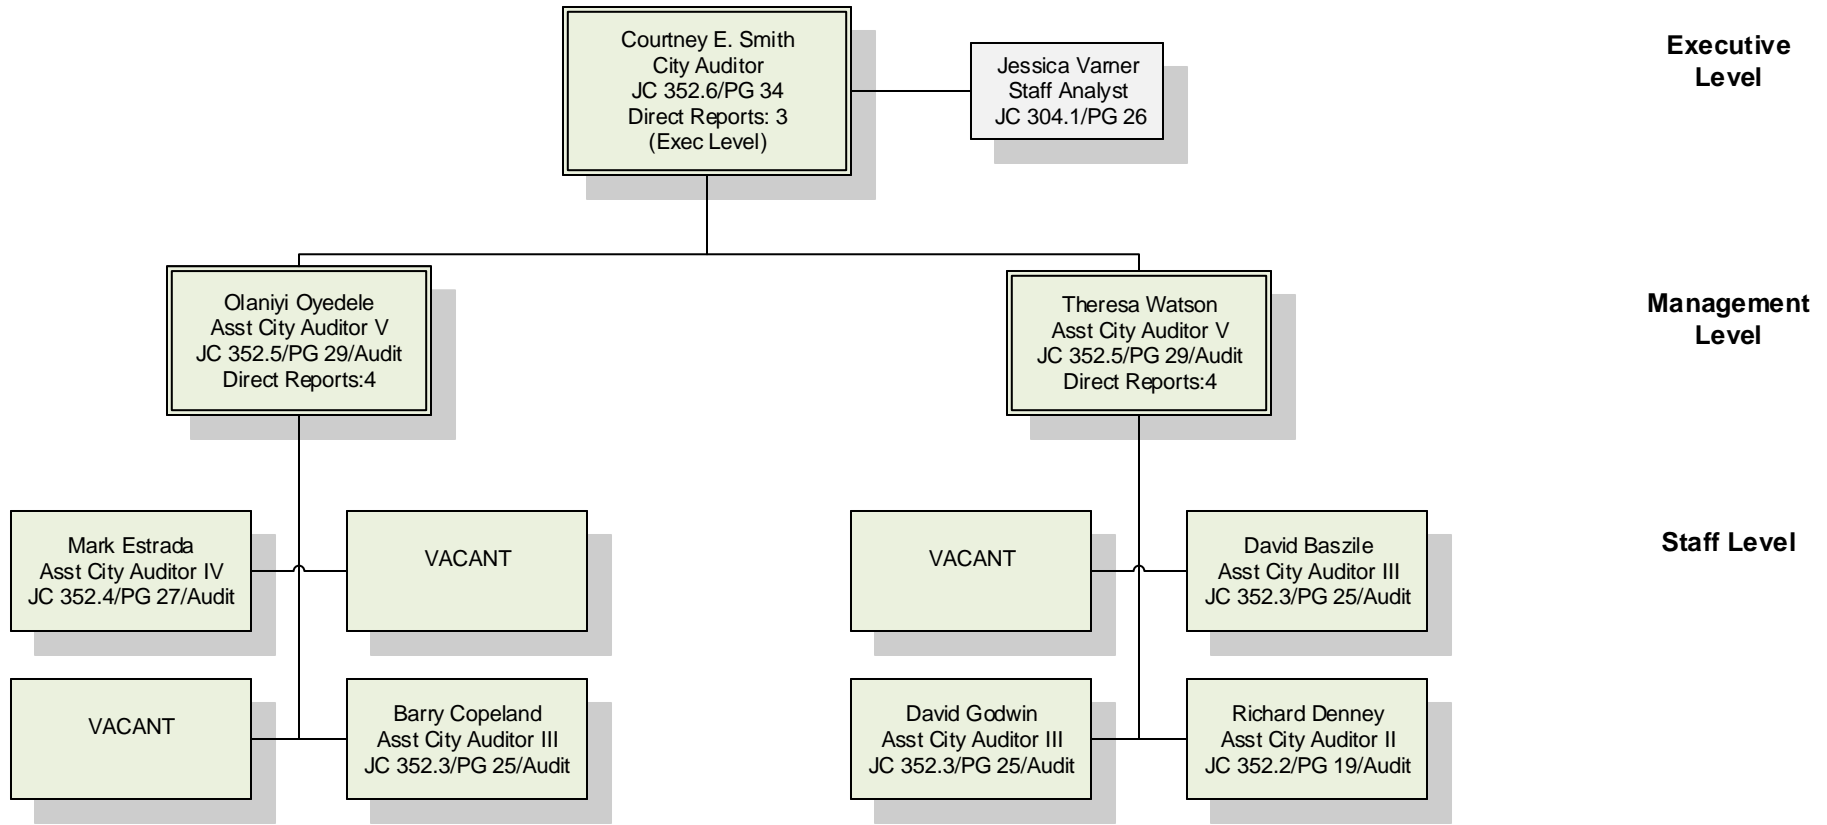 Courtney E. Smith
City Auditor
JC 352.6/PG 34
Direct Reports: 3
(Exec Level)
Jessica Varner
Staff Analyst
JC 304.1/PG 26
Executive
Level
Olaniyi Oyedele
Asst City Auditor V
JC 352.5/PG 29/Audit
Direct Reports:4
Theresa Watson
Asst City Auditor V
JC 352.5/PG 29/Audit
Direct Reports:4
Management
Level
Mark Estrada
Asst City Auditor IV
JC 352.4/PG 27/Audit
VACANT
VACANT
David Baszile
Asst City Auditor III
JC 352.3/PG 25/Audit
Staff Level
VACANT
Barry Copeland
Asst City Auditor III
JC 352.3/PG 25/Audit
David Godwin
Asst City Auditor III
JC 352.3/PG 25/Audit
Richard Denney
Asst City Auditor II
JC 352.2/PG 19/Audit